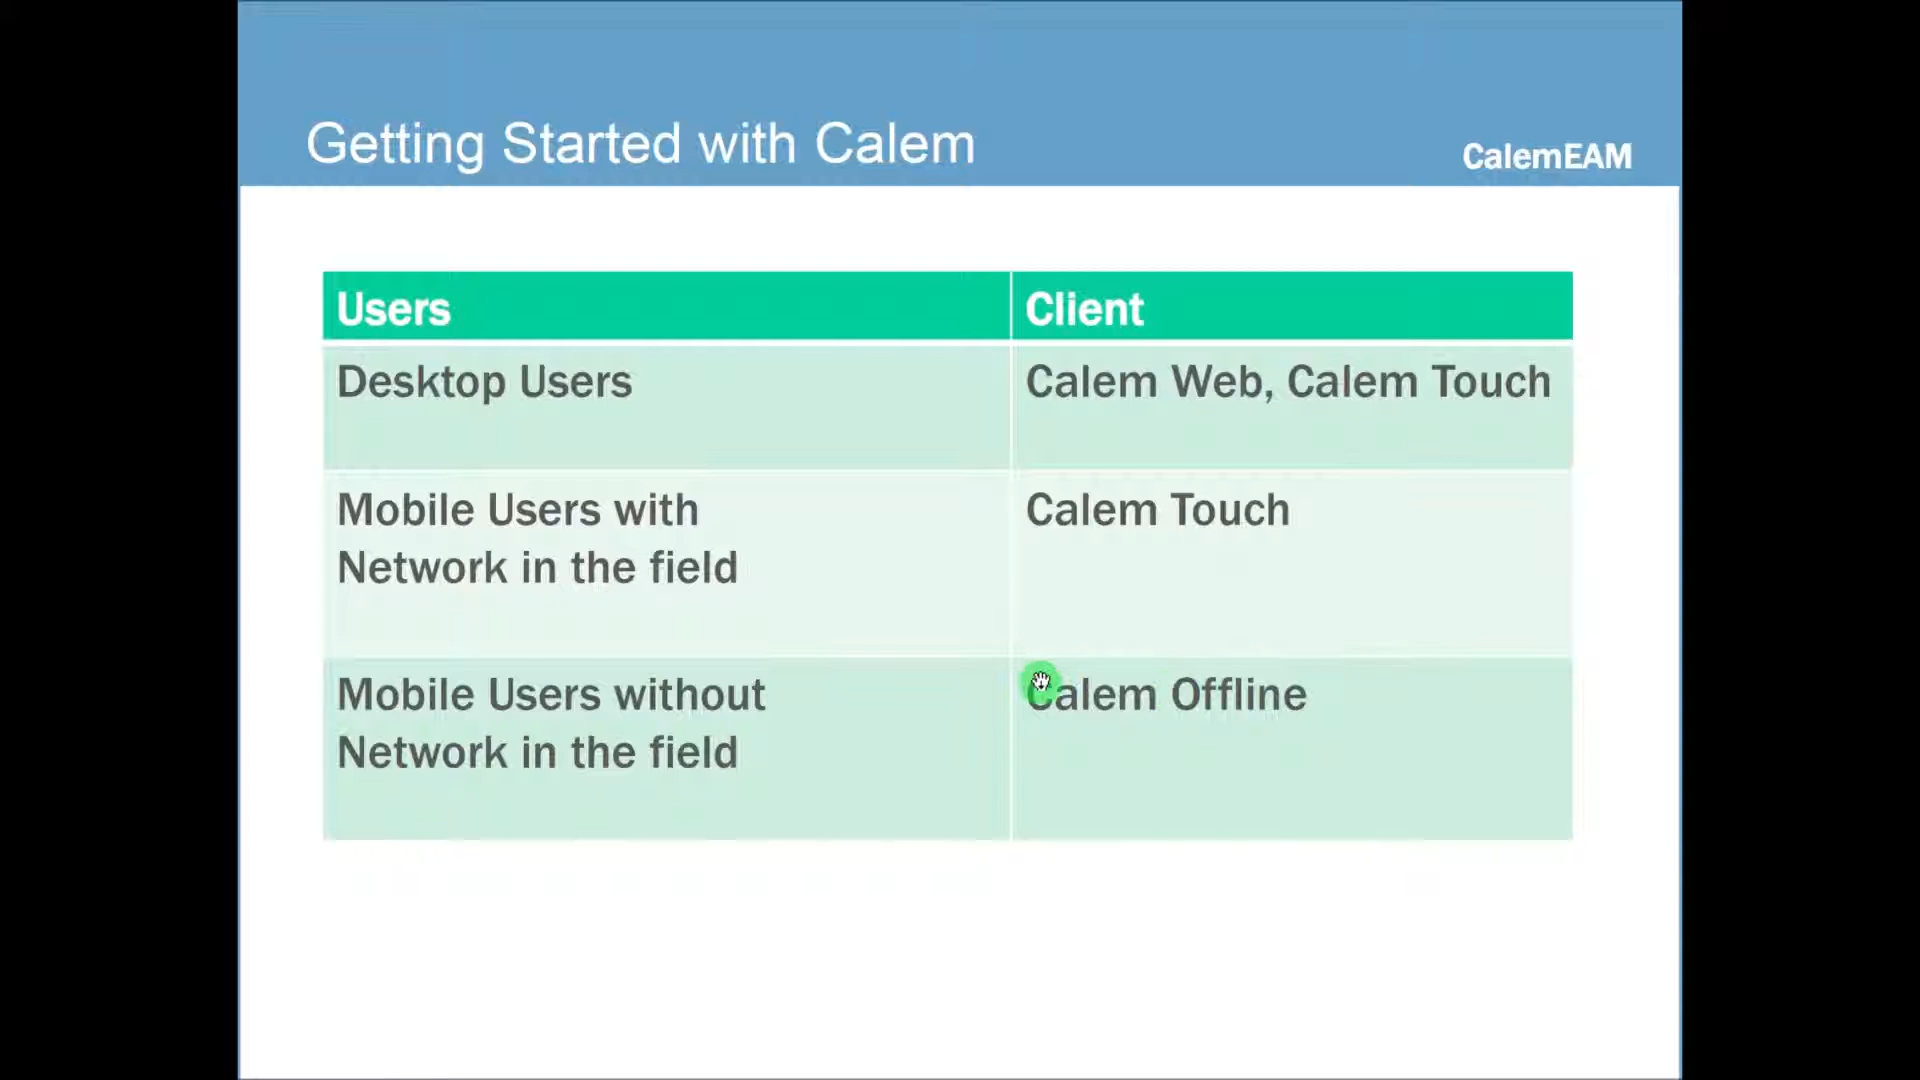 Getting Started with Calem
CalemEAM
Users
Client
Desktop Users
Calem Web, Calem Touch
Mobile Users with
Network in the field
Calem Touch
Mobile Users without
Network in the field
Calem Offline